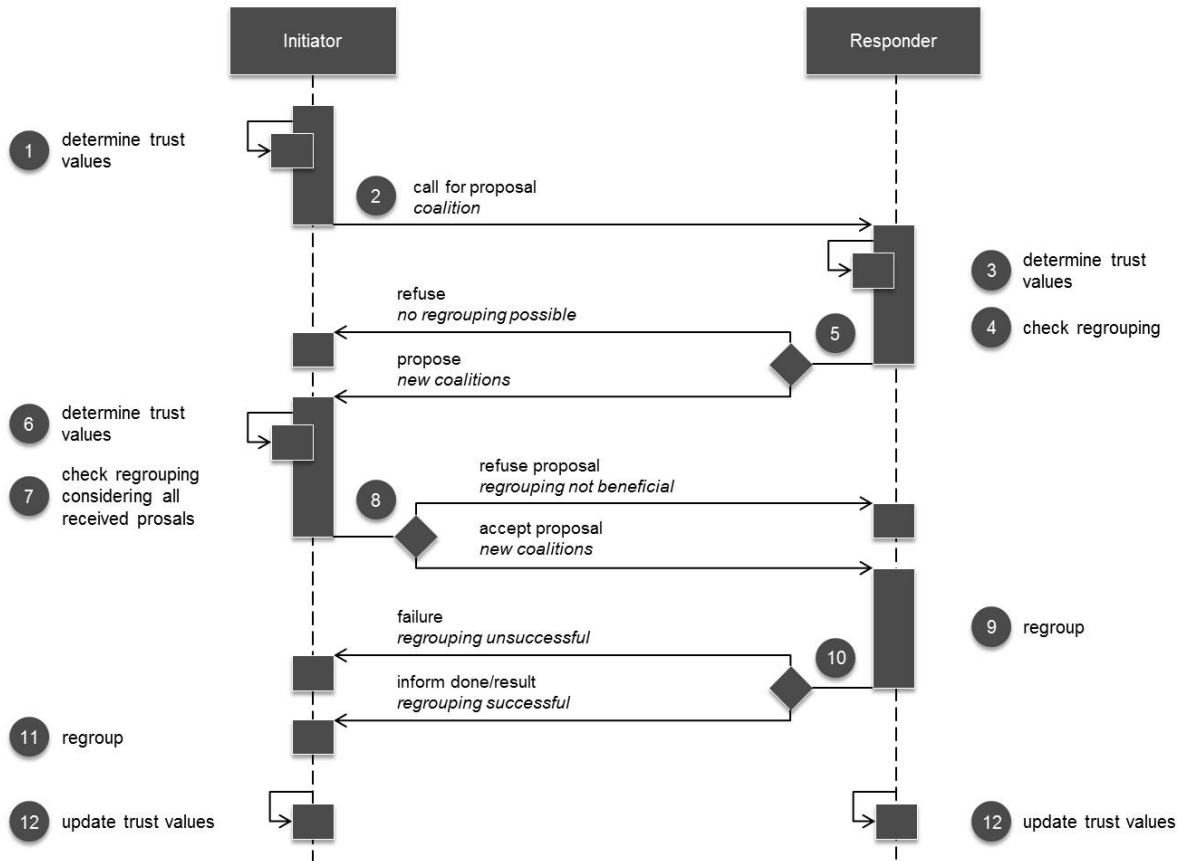 Initiator
Responder
1
determine trust
values
2
call for proposal
coalition
3
determine trust
values
4
check regrouping
refuse
no regrouping possible
5
propose
new coalitions
6
determine trust
values
7
check regrouping
considering all
received prosals
8
refuse proposal
regrouping not beneficial
accept proposal
new coalitions
9
regroup
failure
regrouping unsuccessful
10
inform done/result
regrouping successful
11
regroup
12
update trust values
12
update trust values